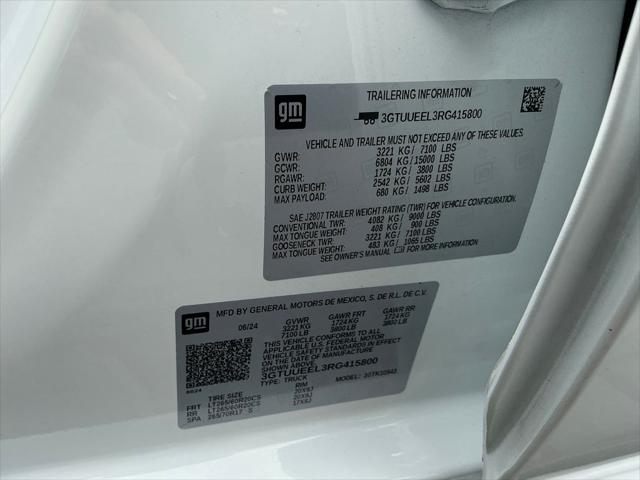 gm
TRAILERING INFORMATION
3GTUUEEL3RG415800
VEHICLE AND TRAILER MUST NOT EXCEED ANY OF THESE VALUES.
GVWR: 3221 KG/ 7100 LBS
GCWR: 6804 KG/ 15000 LBS
RGAWR: 1724 KG/ 3800 LBS
CURB WEIGHT: 2542 KG/ 5602 LBS
MAX PAYLOAD: 680 KG/ 1498 LBS
SAE J2807 TRAILER WEIGHT RATING (TWR) FOR VEHICLE CONFIGURATION.
CONVENTIONAL TWR: 4082 KG/ 9000 LBS
MAX TONGUE WEIGHT: 408 KG/ 900 LBS
GOOSENECK TWR: 3221 KG/ 7100 LBS
MAX TONGUE WEIGHT: 483 KG/ 1065 LBS
SEE OWNER'S MANUAL FOR MORE INFORMATION
gm
MFD BY GENERAL MOTORS DE MEXICO, S. DE R.L. DE C.V.
06/24 GVWR GAWR FRT GAWR RR
3221 KG 1724 KG 1724 KG
7100 LB 3800 LB 3800 LB
THIS VEHICLE CONFORMS TO ALL
APPLICABLE U.S. FEDERAL MOTOR
VEHICLE SAFETY STANDARDS IN EFFECT
ON THE DATE OF MANUFACTURE
3GTUUEEL3RG415800
TYPE: TRUCK MODEL:
TIRE SIZE RIM
FRT LT265/60R20CS 20X9J
RR LT265/60R20CS 20X9J
SPA 265/70R17 S 17X8J